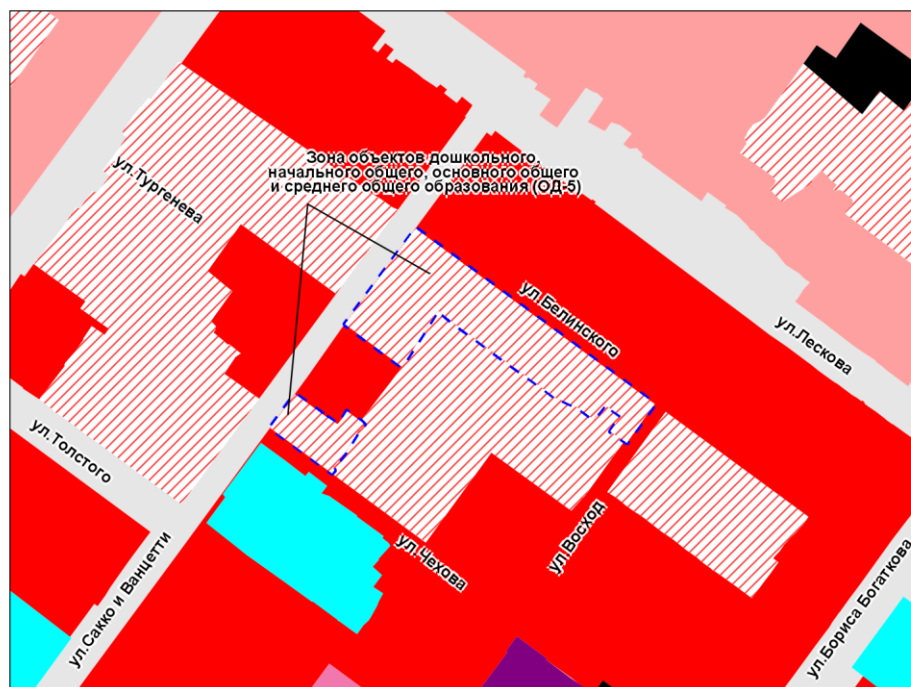 Зона объектов дошкольного,
начального общего, основного общего
и среднего общего образования (ОД-5)
ул.Тургенева
ул.Белинского
ул.Лескова
ул.Толстого
ул.Чехова
ул.Восход
ул.Сакко и Ванцетти
ул.Бориса Богаткова